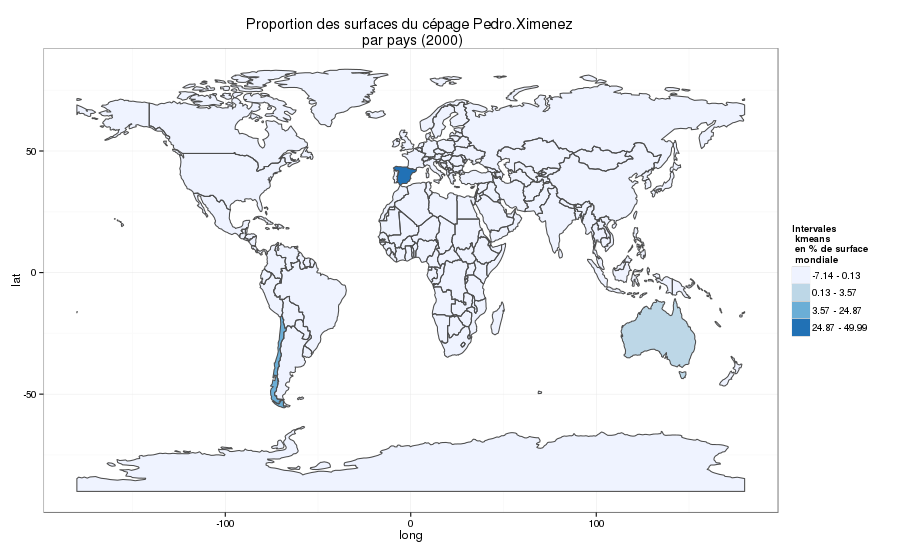 Proportion des surfaces du cépage Pedro.Ximenez
par pays (2000)
50
0
-50
lat
-100
0
100
long
Intervales
kmeans
en % de surface
mondiale
-7.14 - 0.13
0.13 - 3.57
3.57 - 24.87
24.87 - 49.99